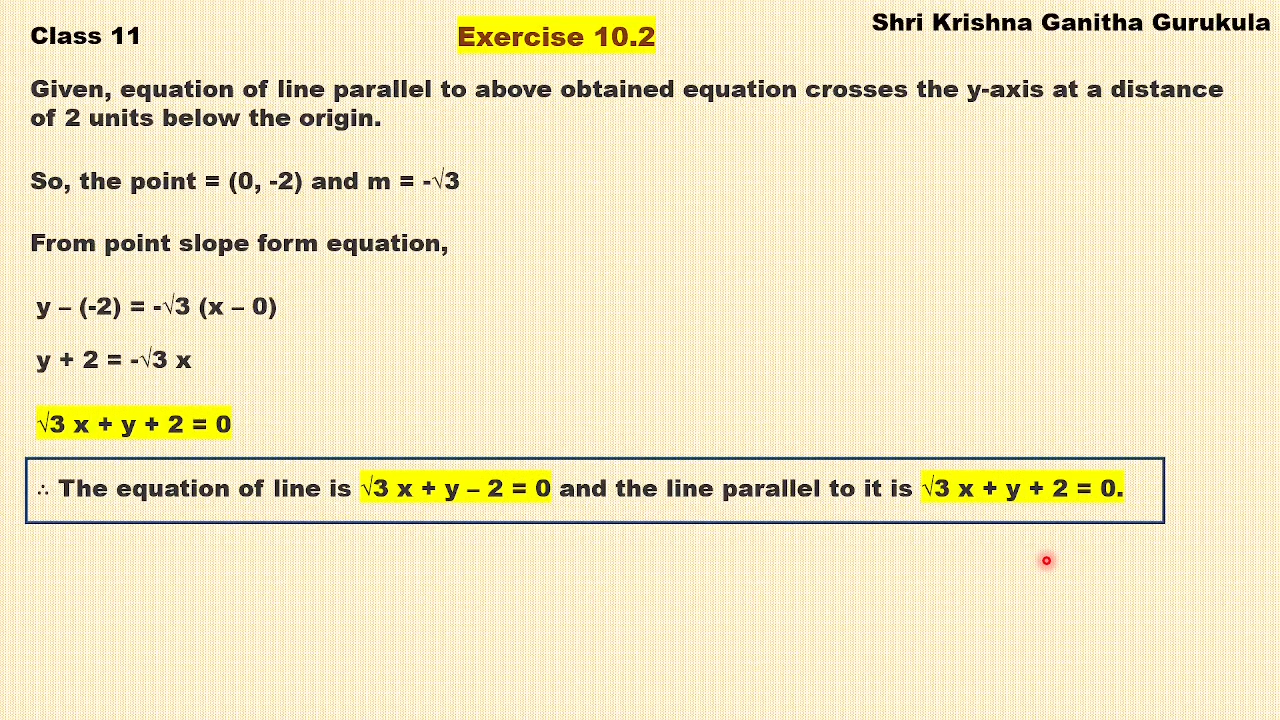 Class 11
Exercise 10.2
Shri Krishna Ganitha Gurukula
Given, equation of line parallel to above obtained equation crosses the y-axis at a distance
of 2 units below the origin.
So, the point = (0, -2) and m = -√3
From point slope form equation,
y – (-2) = -√3 (x – 0)
y + 2 = -√3 x
√3 x + y + 2 = 0
∴ The equation of line is √3 x + y – 2 = 0 and the line parallel to it is √3 x + y + 2 = 0.